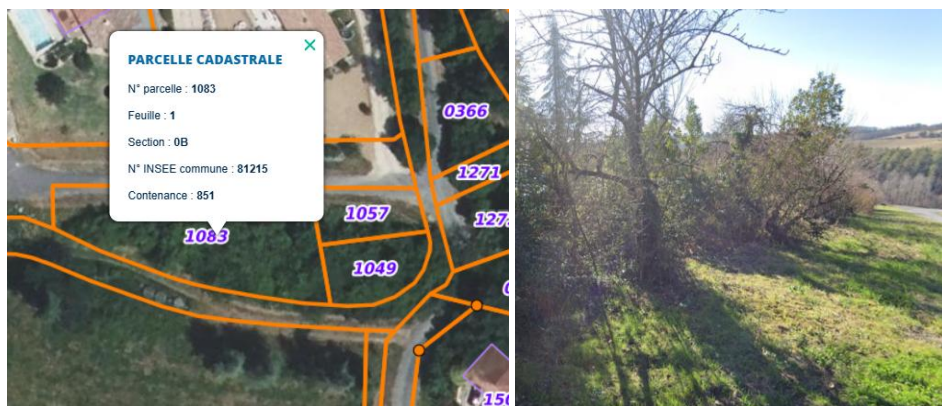 PARCELLE CADASTRALE
N° parcelle : 1083
Feuille : 1
Section : 0B
N° INSEE commune : 81215
Contenance : 851
0366
1271
1057
1083
1049